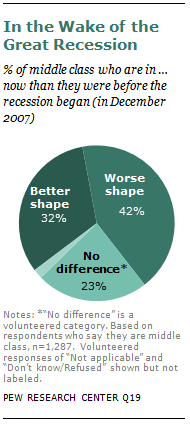 In the Wake of the
Great Recession
% of middle class who are in ...
now than they were before the
recession began (in December
2007)
Better
shape
32%
Worse
shape
42%
No
difference*
23%
Notes: *“No difference” is a
volunteered category. Based on
respondents who say they are middle
class, n=1,287.  Volunteered
responses of “Not applicable” and
“Don’t know/Refused” shown but not
labeled.
PEW RESEARCH CENTER Q19